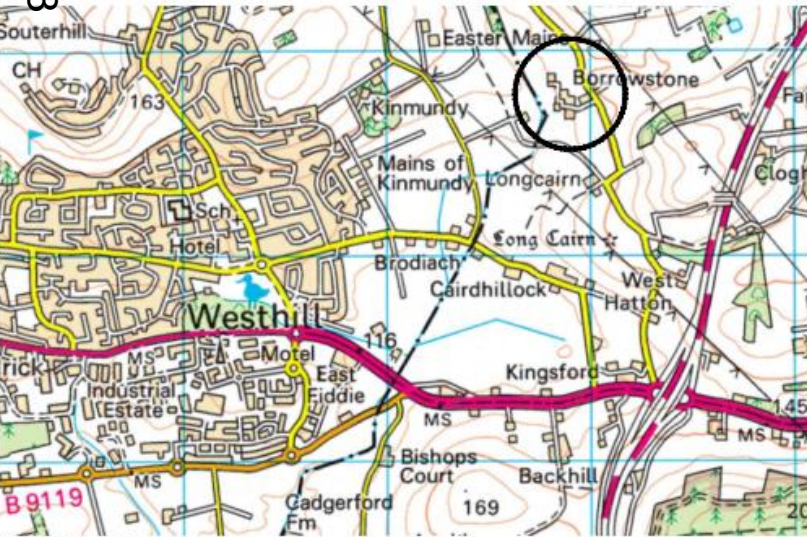 8
Souterhill
Easter Mains
CH
Borrowstone
163
Kinmundy
Mains of
Kinmundy
Longcairn
Sch
Hotel
Long Cairn
Brodiach
Cairdhillock
West
Hatton
Westhill
116
MS
Motel
Kingsford
East
Fiddie
Industrial
Estate
MS
145
MS
Bishops
Court
Backhill
MS
B 9119
Cadgerford
Fm
169
20